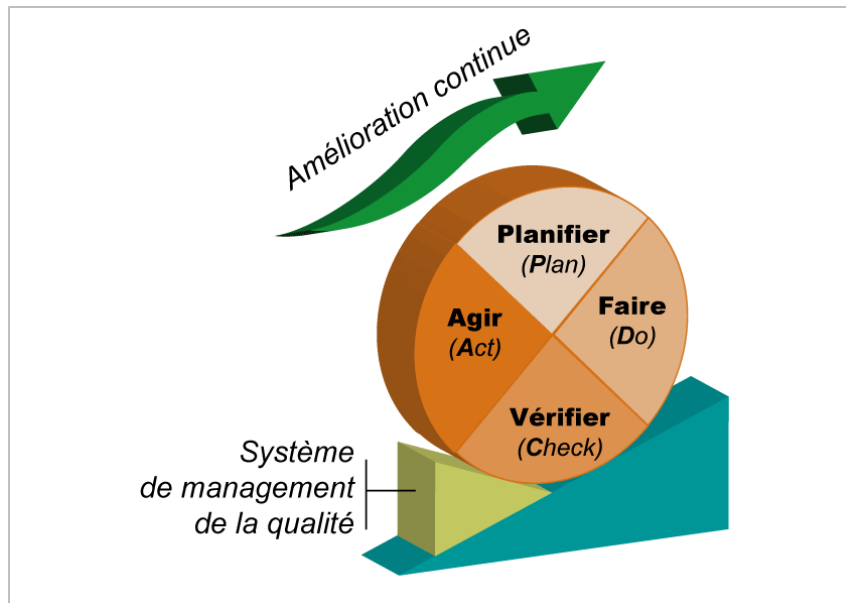 Amélioration continue
Planifier
(Plan)
Faire
(Do)
Agir
(Act)
Vérifier
(Check)
Système
de management
de la qualité